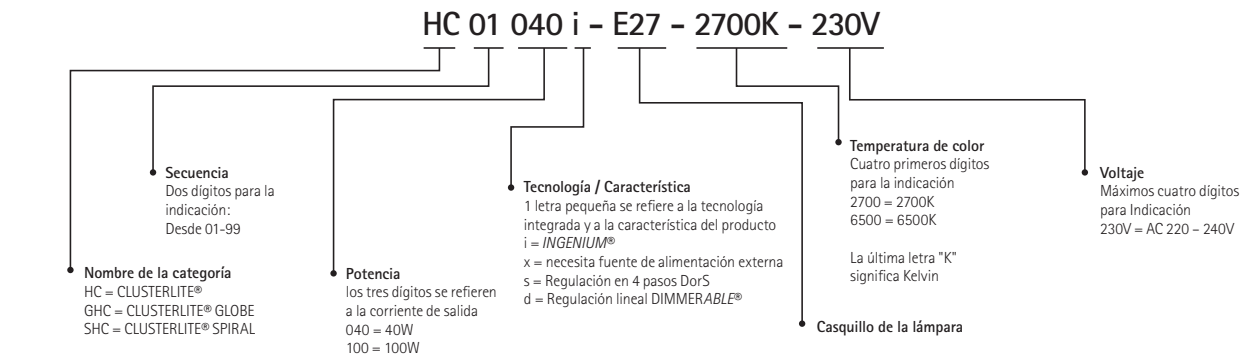 HC 01 040 i – E27 – 2700K – 230V
Secuencia
Dos dígitos para la
indicación:
Desde 01-99
Nombre de la categoría
HC = CLUSTERLITE®
GHC = CLUSTERLITE® GLOBE
SHC = CLUSTERLITE® SPIRAL
Potencia
los tres dígitos se refieren
a la corriente de salida
040 = 40W
100 = 100W
Tecnología / Característica
1 letra pequeña se refiere a la tecnología
integrada y a la característica del producto
i = INGENIUM®
x = necesita fuente de alimentación externa
s = Regulación en 4 pasos DorS
d = Regulación lineal DIMMERABLE®
Casquillo de la lámpara
Temperatura de color
Cuatro primeros dígitos
para la indicación
2700 = 2700K
6500 = 6500K
La última letra "K"
significa Kelvin
Voltaje
Máximos cuatro dígitos
para Indicación
230V = AC 220 – 240V